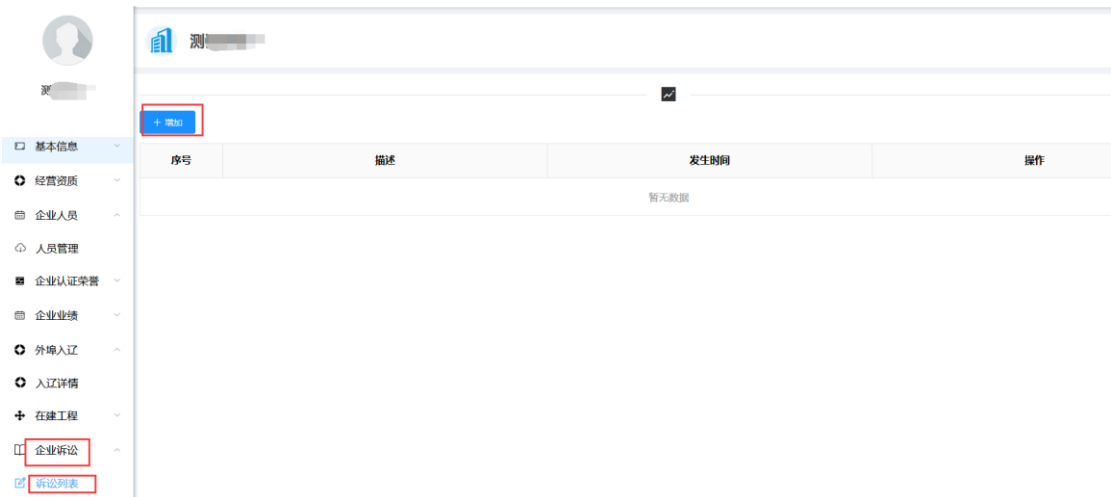 测
测
+ 增加
序号 描述 发生时间 操作
暂无数据
基本信息
经营资质
企业人员
人员管理
企业认证荣誉
企业业绩
外埠入辽
入辽详情
在建工程
企业诉讼
诉讼列表